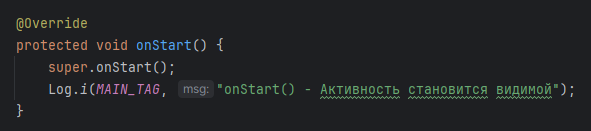 @Override
protected void onStart() {
super.onStart();
Log.i(MAIN_TAG, msg: "onStart() - Активность становится видимой");
}